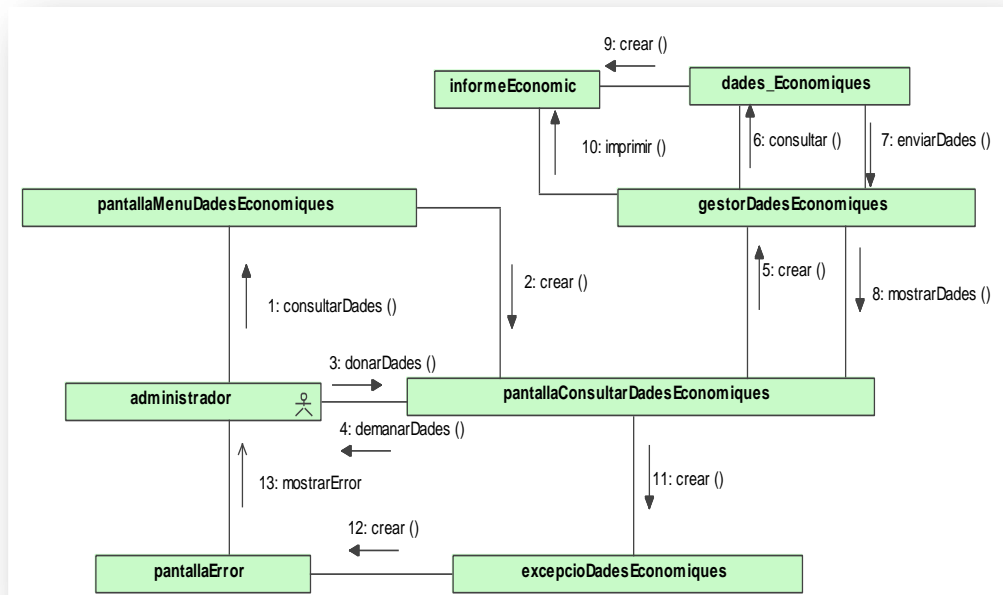 9: crear ()
informeEconomic
dades_Economiques
10: imprimir ()
6: consultar ()
7: enviarDades ()
pantallaMenuDadesEconomiques
gestorDadesEconomiques
2: crear ()
5: crear ()
8: mostrarDades ()
1: consultarDades ()
3: donarDades ()
administrador
pantallaConsultarDadesEconomiques
4: demanarDades ()
13: mostrarError
11: crear ()
12: crear ()
pantallaError
excepcioDadesEconomiques